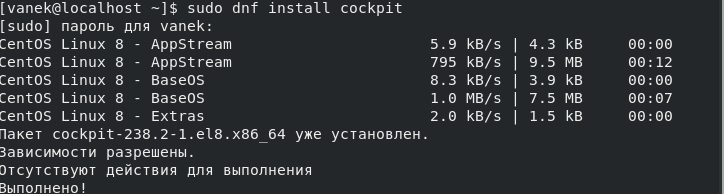 [vanek@localhost ~]$ sudo dnf install cockpit
[sudo] пароль для vanek:
CentOS Linux 8 - AppStream 5.9 kB/s | 4.3 kB 00:00
CentOS Linux 8 - AppStream 795 kB/s | 9.5 MB 00:12
CentOS Linux 8 - BaseOS 8.3 kB/s | 3.9 kB 00:00
CentOS Linux 8 - BaseOS 1.0 MB/s | 7.5 MB 00:07
CentOS Linux 8 - Extras 2.0 kB/s | 1.5 kB 00:00
Пакет cockpit-238.2-1.el8.x86_64 уже установлен.
Зависимости разрешены.
Отсутствуют действия для выполнения
Выполнено!